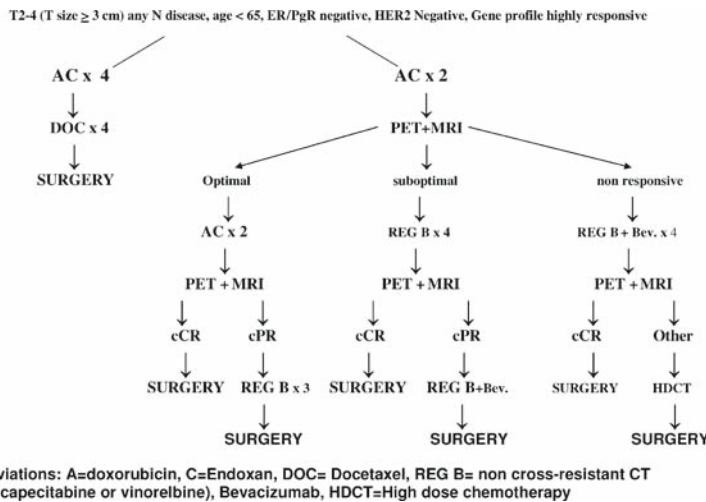 T2-4 (T size ≥ 3 cm) any N disease, age < 65, ER/PgR negative, HER2 Negative, Gene profile highly responsive
AC x 4 AC x 2
DOC x 4 PET+MRI
SURGERY Optimal suboptimal non responsive
AC x 2 REG B x 4 REG B + Bev. x 4
PET + MRI PET + MRI PET + MRI
cCR cPR cCR cPR cCR Other
SURGERY REG B x 3 SURGERY REG B+Bev. SURGERY HDCT
SURGERY SURGERY SURGERY
viations: A=doxorubicin, C=Endoxan, DOC= Docetaxel, REG B= non cross-resistant CT
capecitabine or vinorelbine), Bevacizumab, HDCT=High dose chemotherapy